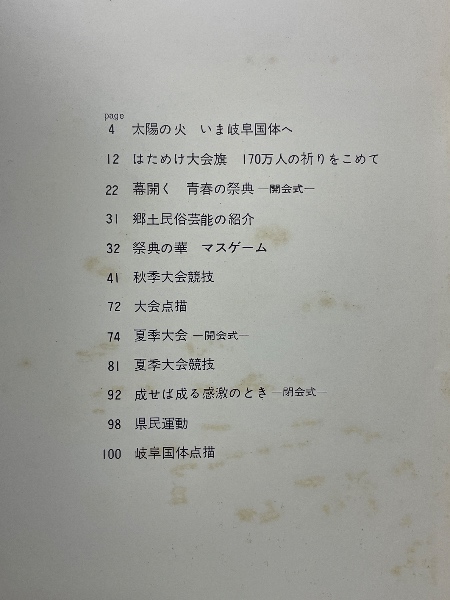 page
4 太陽の火 いま岐阜国体へ
12 はためけ大会旗 170万人の祈りをこめて
22 幕開く 青春の祭典 ―開会式―
31 郷土民俗芸能の紹介
32 祭典の華 マスゲーム
41 秋季大会競技
72 大会点描
74 夏季大会 ―開会式―
81 夏季大会競技
92 成せば成る感激のとき ―閉会式―
98 県民運動
100 岐阜国体点描